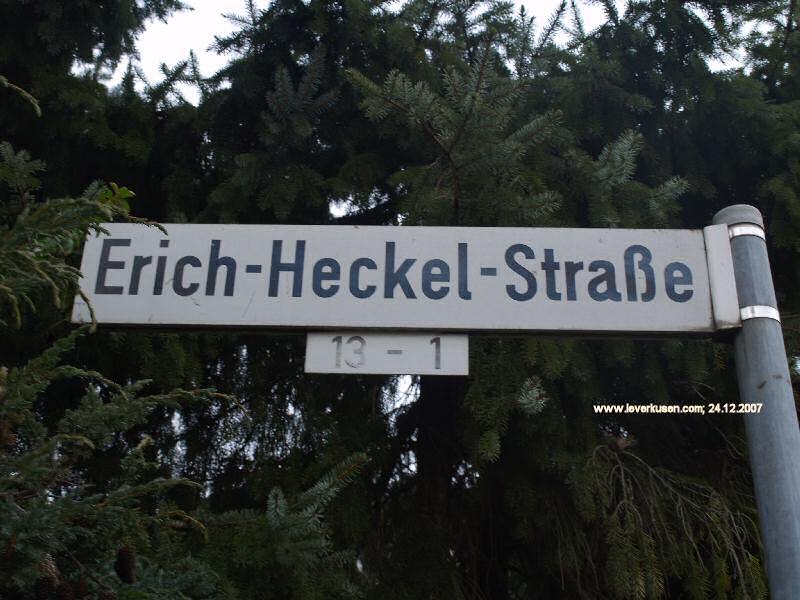 Erich-Heckel-Straße
13 - 1
www.leverkusen.com; 24.12.2007